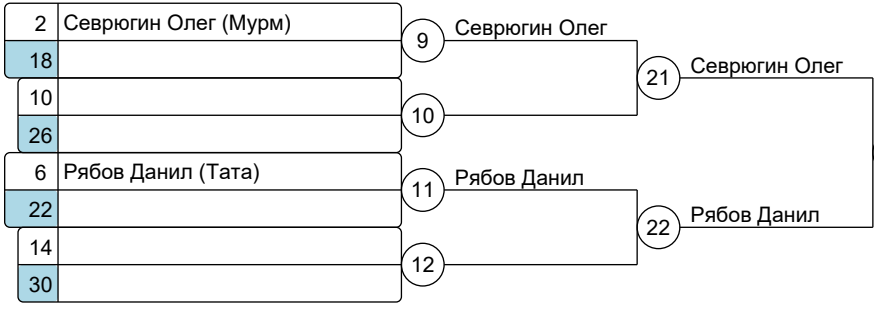 2 Севрюгин Олег (Мурм)
18
9 Севрюгин Олег
10
26
10
21 Севрюгин Олег
6 Рябов Данил (Тата)
22
11 Рябов Данил
14
30
12
22 Рябов Данил